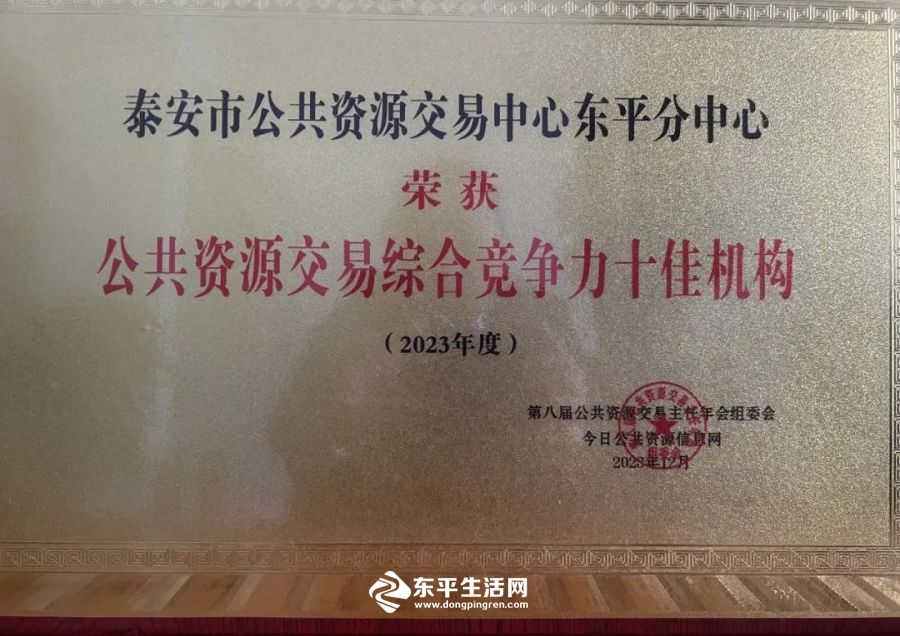 泰安市公共资源交易中心东平分中心
荣获
公共资源交易综合竞争力十佳机构
（2023年度）
第八届公共资源交易主任年会组委会
今日公共资源信息网
2023年12月
组委会
东平生活网
www.dongpingren.com